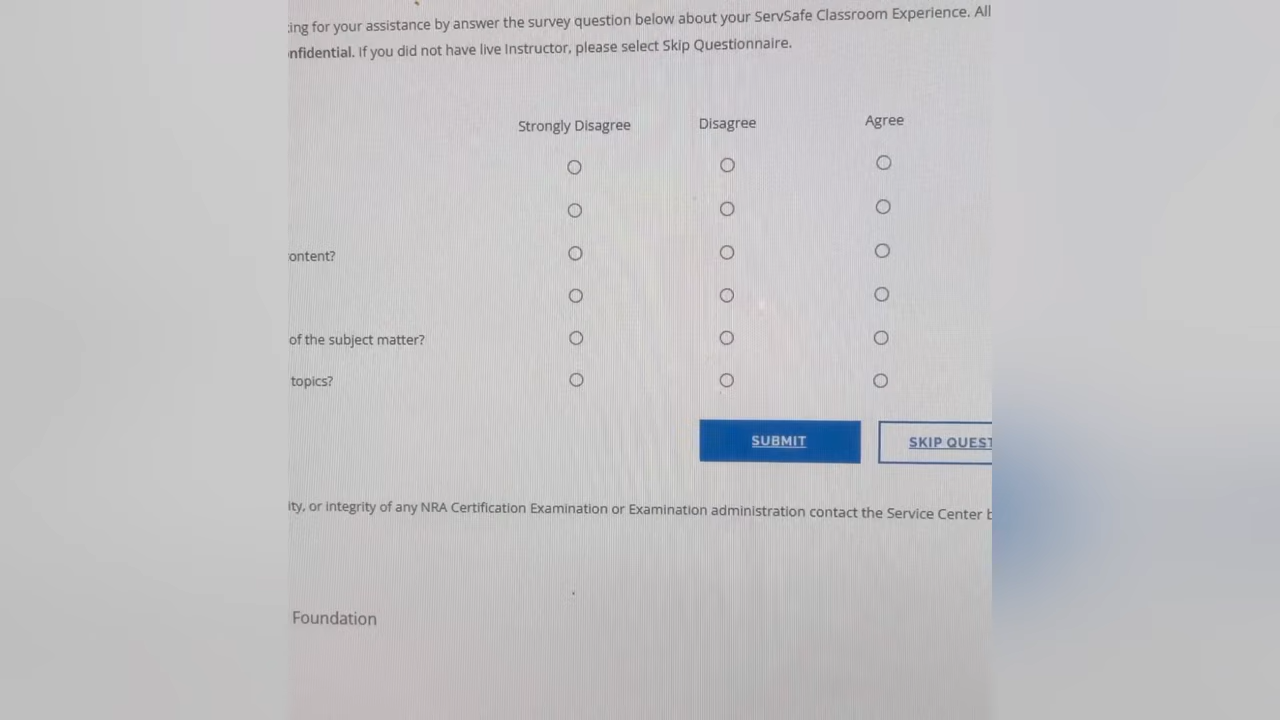 ing for your assistance by answer the survey question below about your ServSafe Classroom Experience. All
nfidential. If you did not have live Instructor, please select Skip Questionnaire.
Strongly Disagree Disagree Agree
ontent?
of the subject matter?
topics?
SUBMIT SKIP QUEST
ity, or integrity of any NRA Certification Examination or Examination administration contact the Service Center b
Foundation